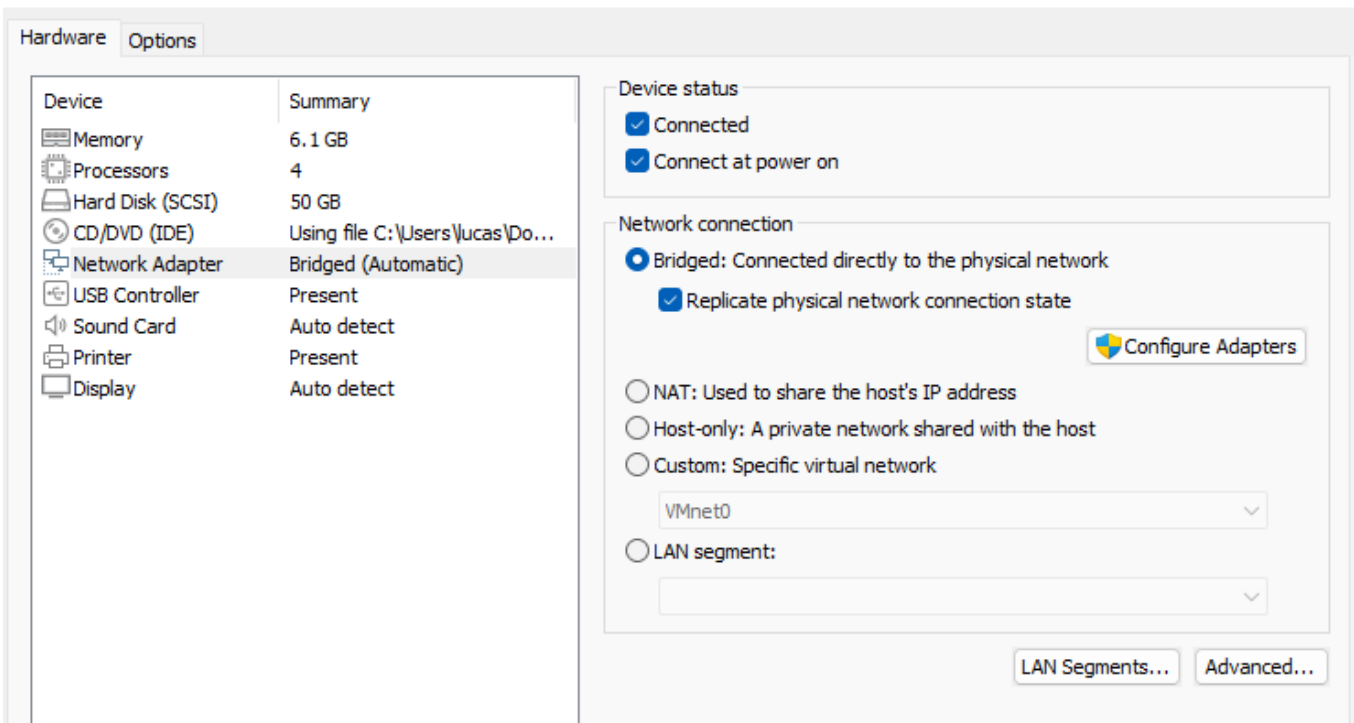 Hardware
Options
Device Summary
Memory 6.1 GB
Processors 4
Hard Disk (SCSI) 50 GB
CD/DVD (IDE) Using file C:\Users\lucas\Do...
Network Adapter Bridged (Automatic)
USB Controller Present
Sound Card Auto detect
Printer Present
Display Auto detect
Device status
Connected
Connect at power on
Network connection
Bridged: Connected directly to the physical network
Replicate physical network connection state
Configure Adapters
NAT: Used to share the host's IP address
Host-only: A private network shared with the host
Custom: Specific virtual network
VMnet0
LAN segment:
LAN Segments...
Advanced...